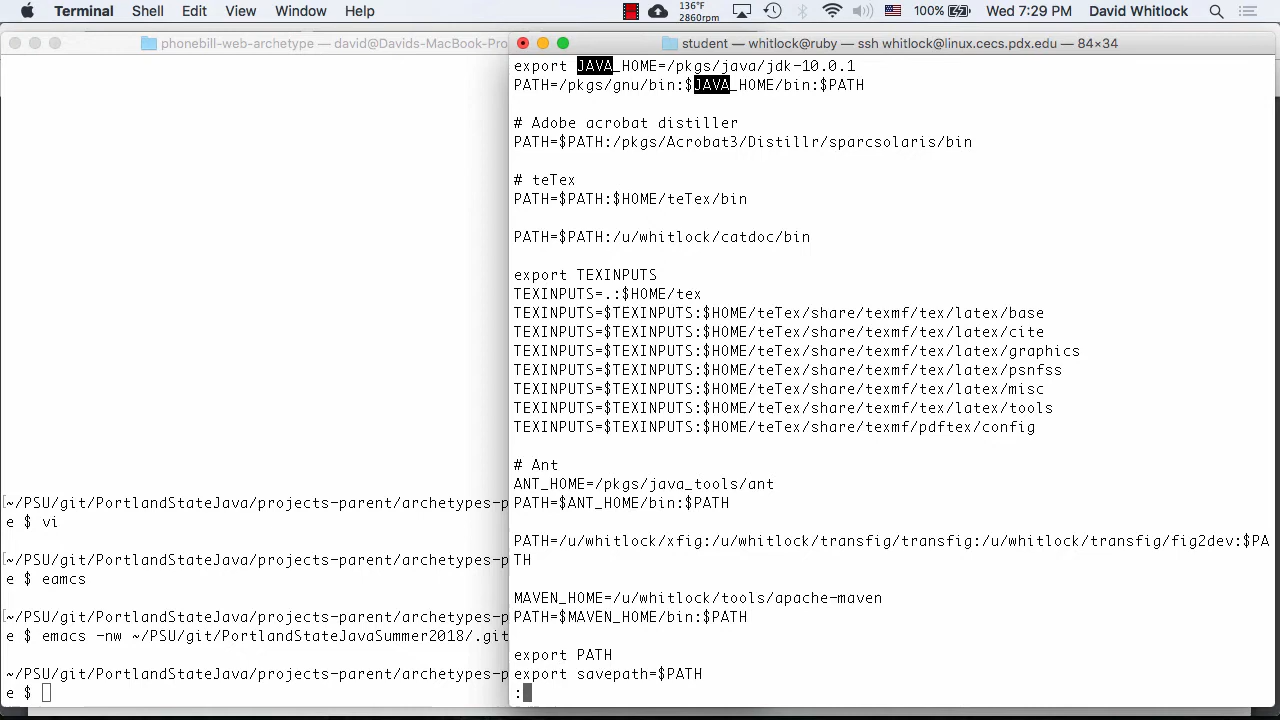 Terminal Shell Edit View Window Help 136°F 2860rpm 100% Wed 7:29 PM David Whitlock
phonebill-web-archetype — david@Davids-MacBook-Pro
student — whitlock@ruby — ssh whitlock@linux.cecs.pdx.edu — 84×34
export JAVA_HOME=/pkgs/java/jdk-10.0.1
PATH=/pkgs/gnu/bin:$JAVA_HOME/bin:$PATH
# Adobe acrobat distiller
PATH=$PATH:/pkgs/Acrobat3/Distillr/sparcsolaris/bin
# teTex
PATH=$PATH:$HOME/teTex/bin
PATH=$PATH:/u/whitlock/catdoc/bin
export TEXINPUTS
TEXINPUTS=.:$HOME/tex
TEXINPUTS=$TEXINPUTS:$HOME/teTex/share/texmf/tex/latex/base
TEXINPUTS=$TEXINPUTS:$HOME/teTex/share/texmf/tex/latex/cite
TEXINPUTS=$TEXINPUTS:$HOME/teTex/share/texmf/tex/latex/graphics
TEXINPUTS=$TEXINPUTS:$HOME/teTex/share/texmf/tex/latex/psnfss
TEXINPUTS=$TEXINPUTS:$HOME/teTex/share/texmf/tex/latex/misc
TEXINPUTS=$TEXINPUTS:$HOME/teTex/share/texmf/tex/latex/tools
TEXINPUTS=$TEXINPUTS:$HOME/teTex/share/texmf/pdftex/config
# Ant
ANT_HOME=/pkgs/java_tools/ant
PATH=$ANT_HOME/bin:$PATH
PATH=/u/whitlock/xfig:/u/whitlock/transfig/transfig:/u/whitlock/transfig/fig2dev:$PA
TH
MAVEN_HOME=/u/whitlock/tools/apache-maven
PATH=$MAVEN_HOME/bin:$PATH
export PATH
export savepath=$PATH
:
[~/PSU/git/PortlandStateJava/projects-parent/archetypes-p
e $ vi
[~/PSU/git/PortlandStateJava/projects-parent/archetypes-p
e $ eamcs
[~/PSU/git/PortlandStateJava/projects-parent/archetypes-p
e $ emacs -nw ~/PSU/git/PortlandStateJavaSummer2018/.git
~/PSU/git/PortlandStateJava/projects-parent/archetypes-p
e $